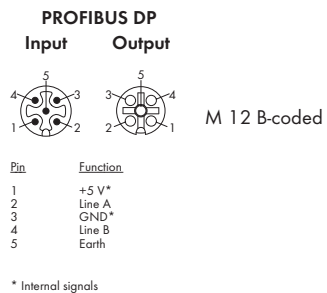 PROFIBUS DP
Input Output
5 5
4 3 3 4
1 2 2 1
M 12 B-coded
Pin Function
1 +5 V*
2 Line A
3 GND*
4 Line B
5 Earth
* Internal signals